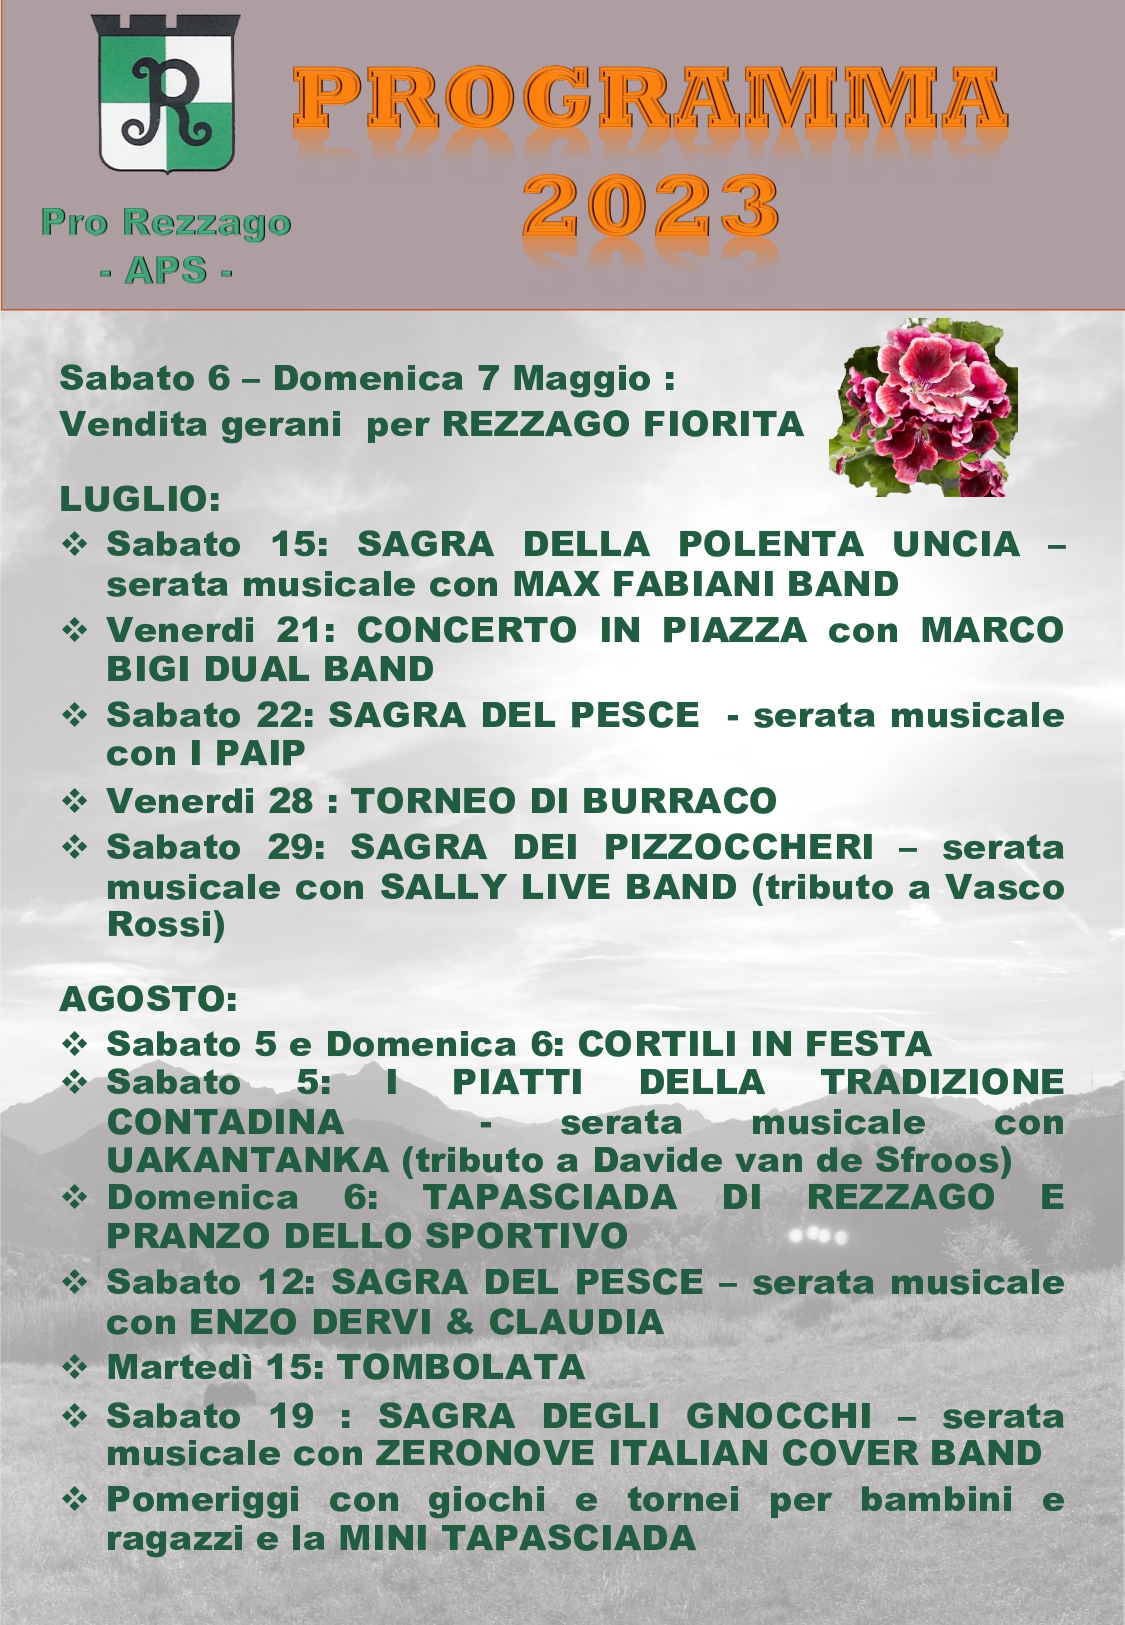 R
PROGRAMMA
2023
Pro Rezzago
- APS -
Sabato 6 – Domenica 7 Maggio :
Vendita gerani per REZZAGO FIORITA
LUGLIO:
❖ Sabato 15: SAGRA DELLA POLENTA UNCIA –
serata musicale con MAX FABIANI BAND
❖ Venerdi 21: CONCERTO IN PIAZZA con MARCO
BIGI DUAL BAND
❖ Sabato 22: SAGRA DEL PESCE - serata musicale
con I PAIP
❖ Venerdi 28 : TORNEO DI BURRACO
❖ Sabato 29: SAGRA DEI PIZZOCCHERI – serata
musicale con SALLY LIVE BAND (tributo a Vasco
Rossi)
AGOSTO:
❖ Sabato 5 e Domenica 6: CORTILI IN FESTA
❖ Sabato 5: I PIATTI DELLA TRADIZIONE
CONTADINA - serata musicale con
UAKANTANKA (tributo a Davide van de Sfroos)
❖ Domenica 6: TAPASCIADA DI REZZAGO E
PRANZO DELLO SPORTIVO
❖ Sabato 12: SAGRA DEL PESCE – serata musicale
con ENZO DERVI & CLAUDIA
❖ Martedì 15: TOMBOLATA
❖ Sabato 19 : SAGRA DEGLI GNOCCHI – serata
musicale con ZERONOVE ITALIAN COVER BAND
❖ Pomeriggi con giochi e tornei per bambini e
ragazzi e la MINI TAPASCIADA